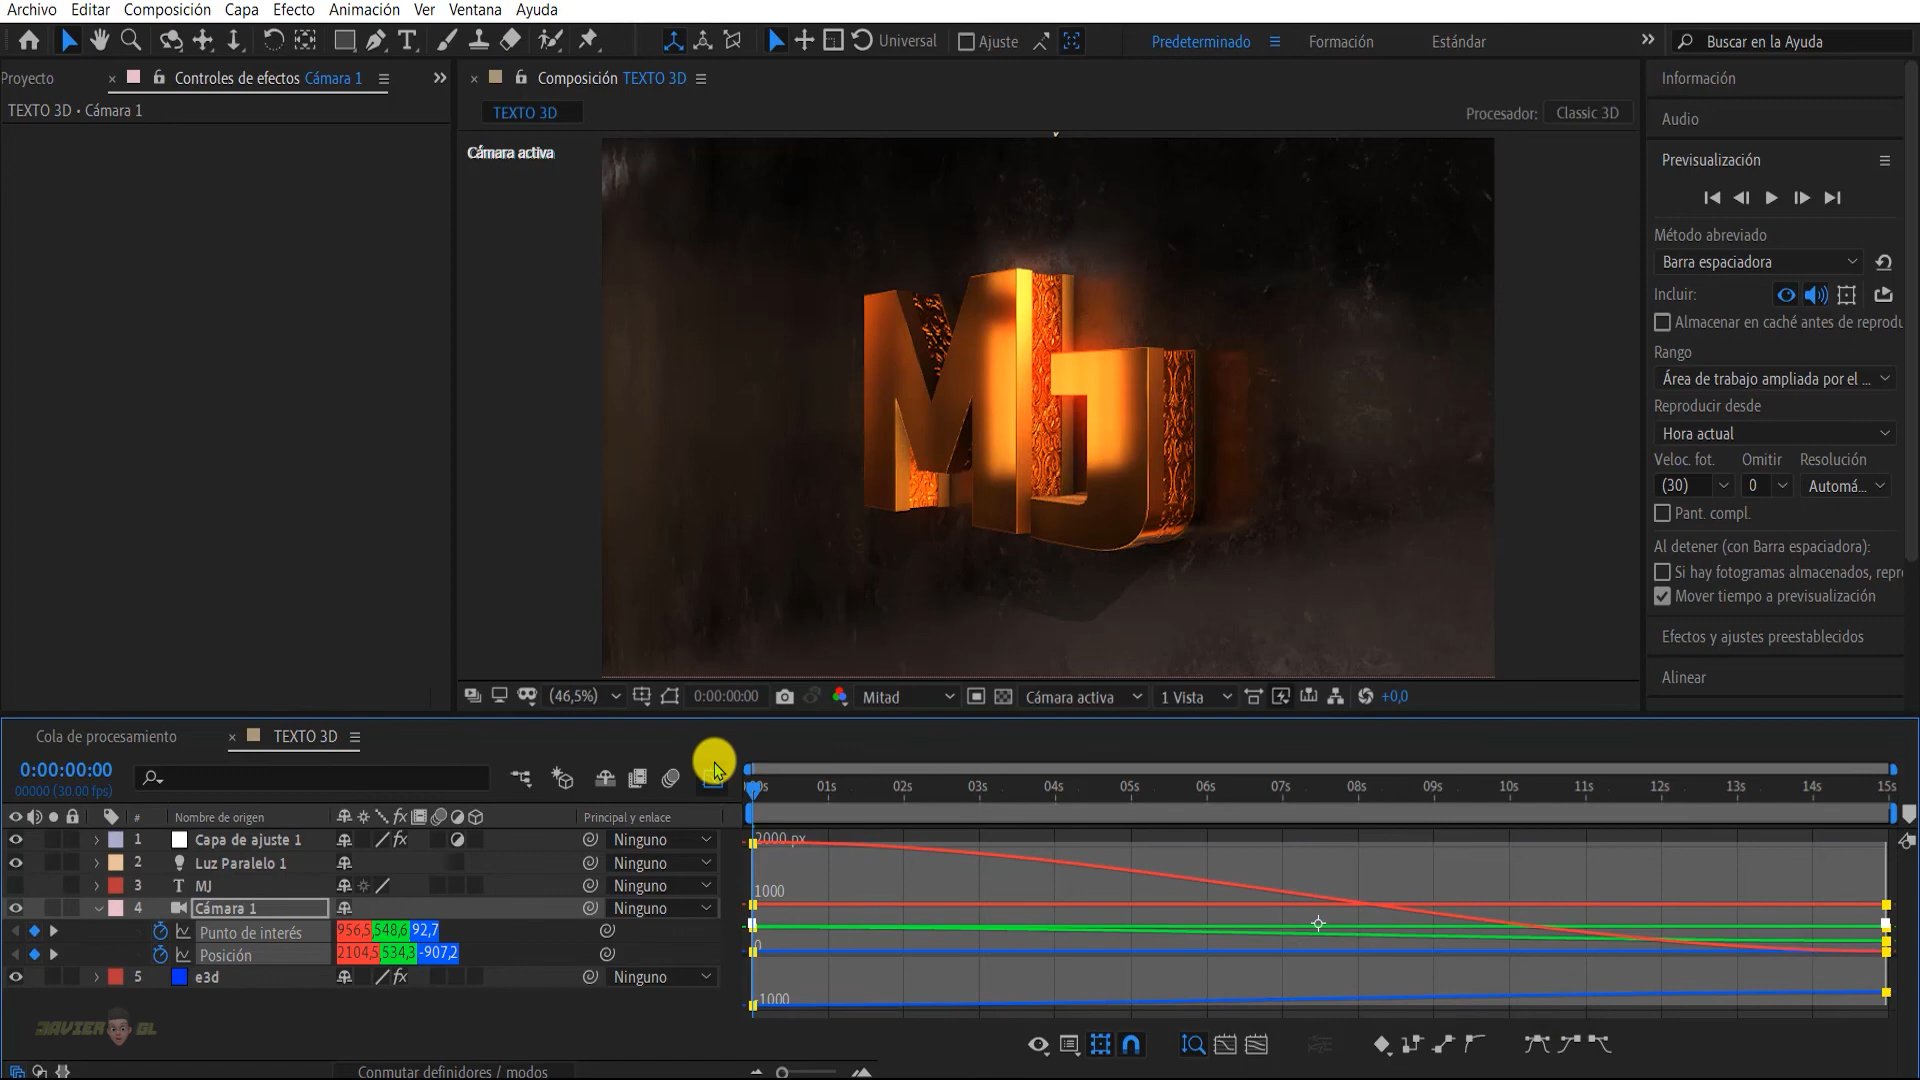 Archivo Editar Composición Capa Efecto Animación Ver Ventana Ayuda
Universal Ajuste Predeterminado Formación Estándar Buscar en la Ayuda
Proyecto Controles de efectos Cámara 1 Composición TEXTO 3D
TEXTO 3D • Cámara 1
TEXTO 3D Procesador: Classic 3D
Cámara activa
MJ
Información
Audio
Previsualización
Método abreviado
Barra espaciadora
Incluir:
Almacenar en caché antes de reprodu
Rango
Área de trabajo ampliada por el ...
Reproducir desde
Hora actual
Veloc. fot. Omitir Resolución
(30) 0 Automá...
Pant. compl.
Al detener (con Barra espaciadora):
Si hay fotogramas almacenados, repro
Mover tiempo a previsualización
Efectos y ajustes preestablecidos
Alinear
(46,5%) 0:00:00:00 Mitad Cámara activa 1 Vista +0,0
Cola de procesamiento TEXTO 3D
0:00:00:00
00000 (30.00 fps)
00s 01s 02s 03s 04s 05s 06s 07s 08s 09s 10s 11s 12s 13s 14s 15s
# Nombre de origen fx Principal y enlace
1 Capa de ajuste 1 fx Ninguno
2 Luz Paralelo 1 Ninguno
3 T MJ Ninguno
4 Cámara 1 Ninguno
Punto de interés 956,5,548,6 92,7
Posición 2104,5,534,3 -907,2
5 e3d fx Ninguno
2000 px
1000
0
-1000
JAVIER GL
Conmutar definidores / modos